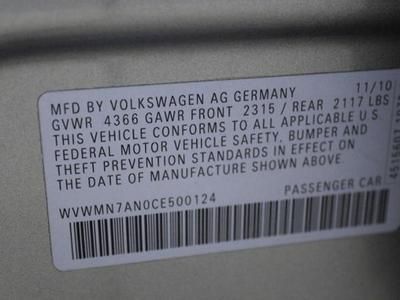 MFD BY VOLKSWAGEN AG GERMANY 11/10
GVWR 4366 GAWR FRONT 2315 / REAR 2117 LBS
THIS VEHICLE CONFORMS TO ALL APPLICABLE U.S.
FEDERAL MOTOR VEHICLE SAFETY, BUMPER AND
THEFT PREVENTION STANDARDS IN EFFECT ON
THE DATE OF MANUFACTURE SHOWN ABOVE.
WVWMN7AN0CE500124 PASSENGER CAR